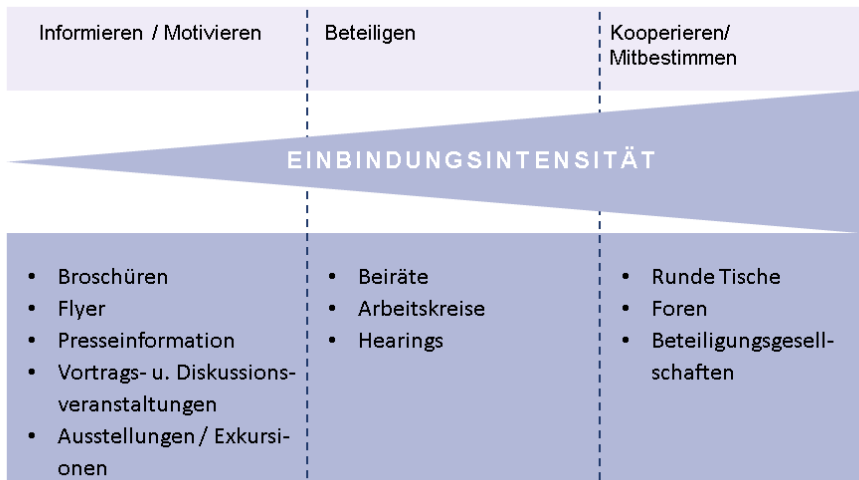 Informieren / Motivieren
Beteiligen
Kooperieren/
Mitbestimmen
EINBINDUNGSINTENSITÄT
• Broschüren
• Flyer
• Presseinformation
• Vortrags- u. Diskussions-
veranstaltungen
• Ausstellungen / Exkursi-
onen
• Beiräte
• Arbeitskreise
• Hearings
• Runde Tische
• Foren
• Beteiligungsgesell-
schaften